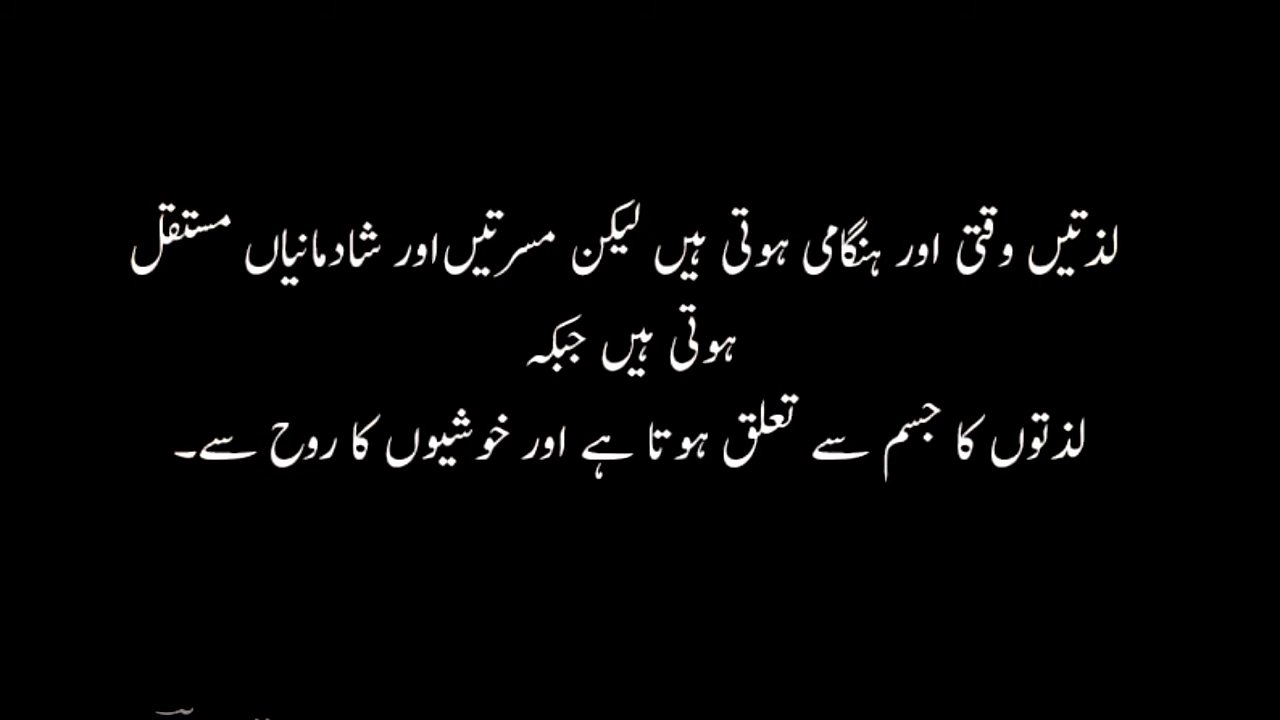 لذتیں وقتی اور ہنگامی ہوتی ہیں لیکن مسرتیں اور شادمانیاں مستقل
ہوتی ہیں جبکہ
لذتوں کا جسم سے تعلق ہوتا ہے اور خوشیوں کا روح سے۔